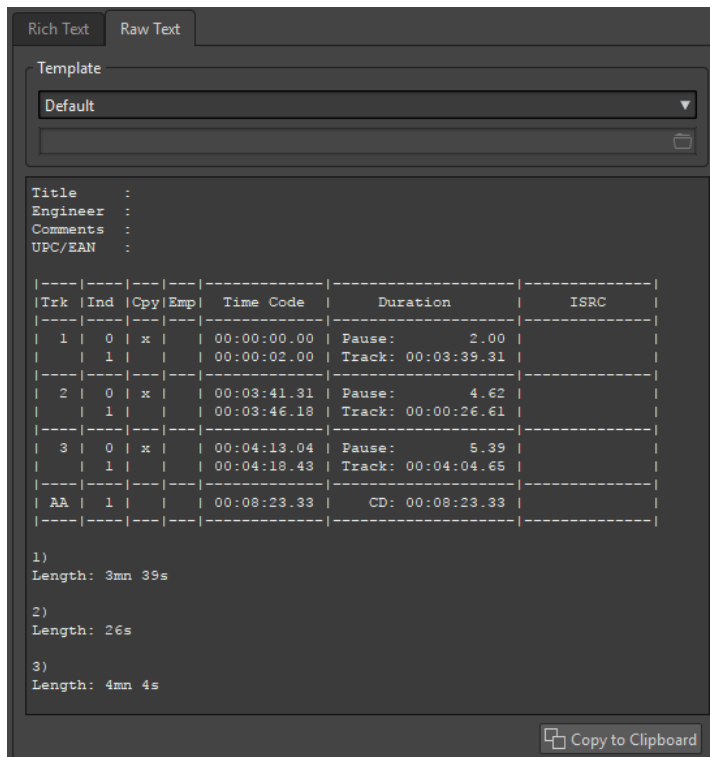 Rich Text Raw Text
Template
Default
Title      :
Engineer   :
Comments   :
UPC/EAN    :
|----|----|---|---|-------------|--------------------|--------------|
|Trk |Ind |Cpy|Emp|  Time Code  |     Duration       |     ISRC     |
|----|----|---|---|-------------|--------------------|--------------|
|  1 |  0 | x |   | 00:00:00.00 | Pause:        2.00 |              |
|    |  1 |   |   | 00:00:02.00 | Track: 00:03:39.31 |              |
|----|----|---|---|-------------|--------------------|--------------|
|  2 |  0 | x |   | 00:03:41.31 | Pause:        4.62 |              |
|    |  1 |   |   | 00:03:46.18 | Track: 00:00:26.61 |              |
|----|----|---|---|-------------|--------------------|--------------|
|  3 |  0 | x |   | 00:04:13.04 | Pause:        5.39 |              |
|    |  1 |   |   | 00:04:18.43 | Track: 00:04:04.65 |              |
|----|----|---|---|-------------|--------------------|--------------|
| AA |  1 |   |   | 00:08:23.33 |    CD: 00:08:23.33 |              |
|----|----|---|---|-------------|--------------------|--------------|
1)
Length: 3mn 39s
2)
Length: 26s
3)
Length: 4mn 4s
Copy to Clipboard